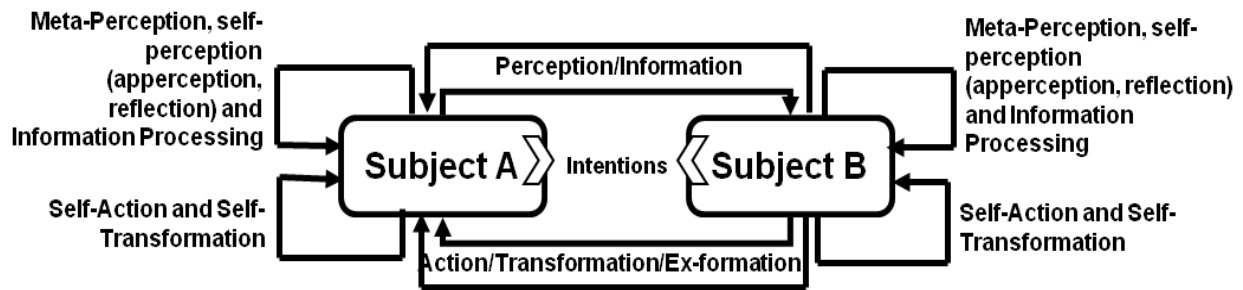 Meta-Perception, self-
perception
(apperception,
reflection) and
Information Processing
Perception/Information
Meta-Perception, self-
perception
(apperception, reflection)
and Information
Processing
Subject A
Intentions
Subject B
Self-Action and Self-
Transformation
Self-Action and Self-
Transformation
Action/Transformation/Ex-formation